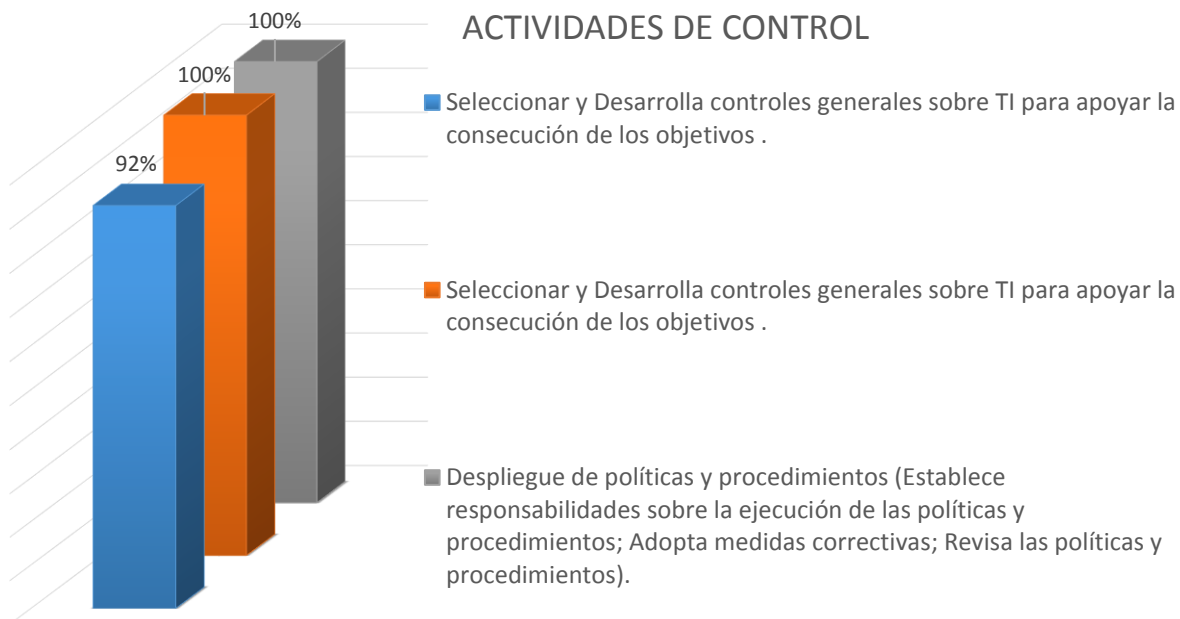 ACTIVIDADES DE CONTROL
100%
100%
92%
Seleccionar y Desarrolla controles generales sobre TI para apoyar la
consecución de los objetivos .
Seleccionar y Desarrolla controles generales sobre TI para apoyar la
consecución de los objetivos .
Despliegue de políticas y procedimientos (Establece
responsabilidades sobre la ejecución de las políticas y
procedimientos; Adopta medidas correctivas; Revisa las políticas y
procedimientos).